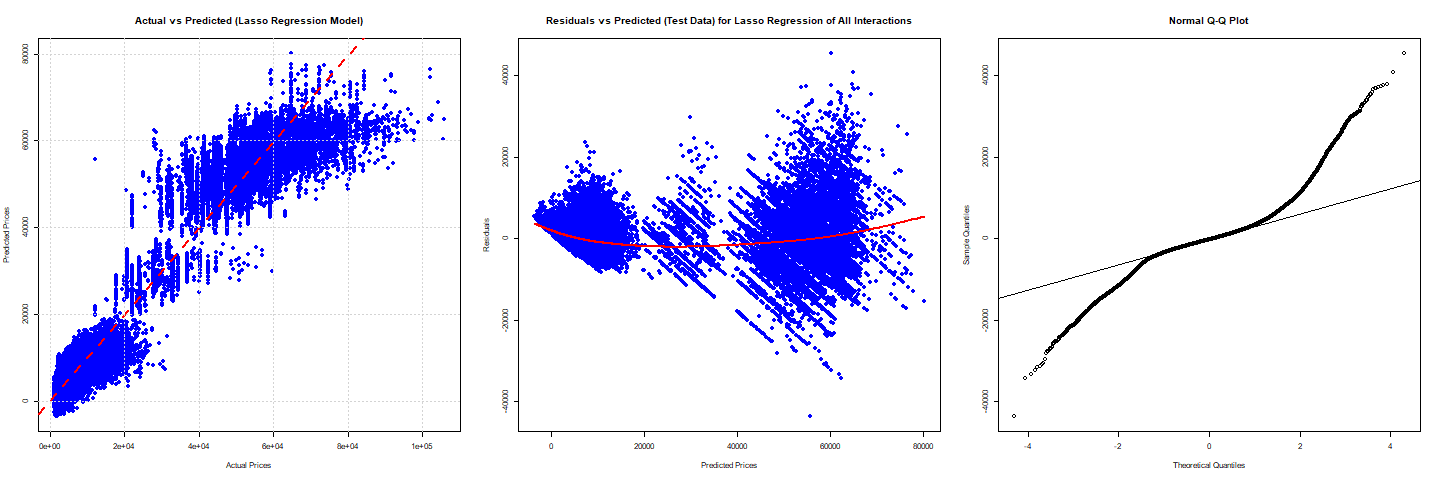 Actual vs Predicted (Lasso Regression Model)
80000
60000
40000
20000
0
Predicted Prices
0e+00 2e+04 4e+04 6e+04 8e+04 1e+05
Actual Prices
Residuals vs Predicted (Test Data) for Lasso Regression of All Interactions
40000
20000
0
-20000
-40000
Residuals
0 20000 40000 60000 80000
Predicted Prices
Normal Q-Q Plot
40000
20000
0
-20000
-40000
Sample Quantiles
-4 -2 0 2 4
Theoretical Quantiles